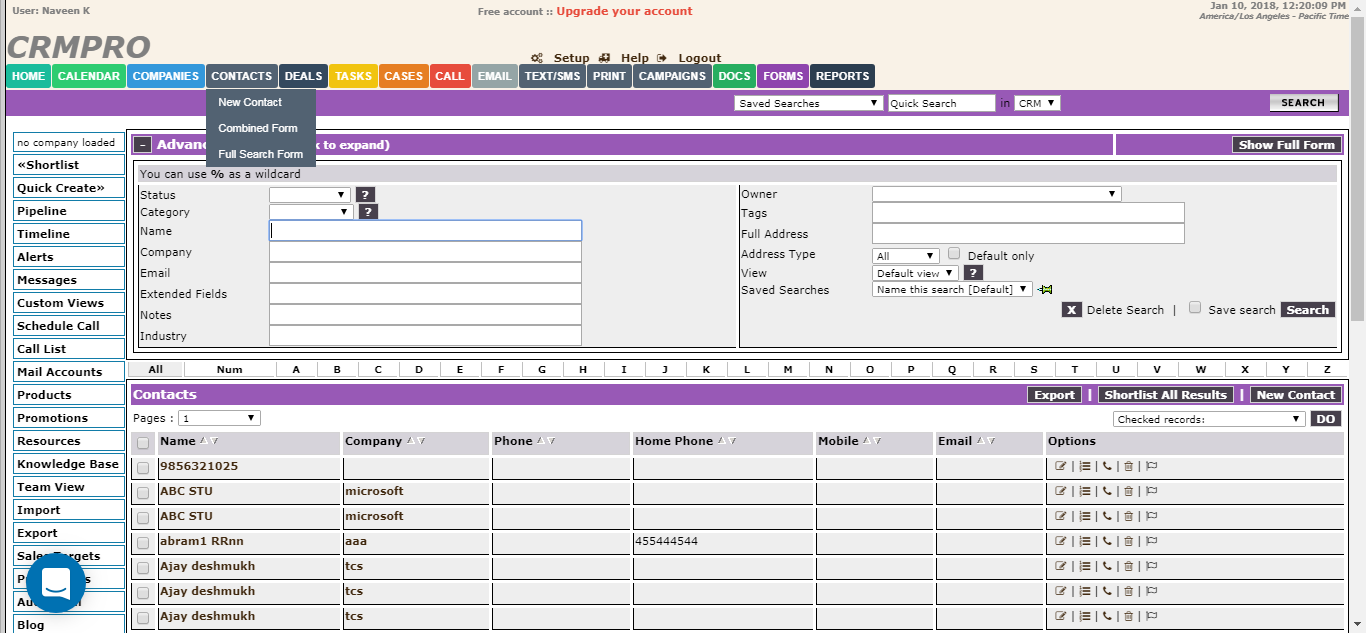 User: Naveen K
Free account :: Upgrade your account
Jan 10, 2018, 12:20:09 PM
America/Los Angeles - Pacific Time
CRMPRO
Setup Help Logout
HOME CALENDAR COMPANIES CONTACTS DEALS TASKS CASES CALL EMAIL TEXT/SMS PRINT CAMPAIGNS DOCS FORMS REPORTS
New Contact
Combined Form
Full Search Form
Saved Searches Quick Search in CRM SEARCH
no company loaded
«Shortlist
Quick Create»
Pipeline
Timeline
Alerts
Messages
Custom Views
Schedule Call
Call List
Mail Accounts
Products
Promotions
Resources
Knowledge Base
Team View
Import
Export
Blog
- Advan k to expand) Show Full Form
You can use % as a wildcard
Status ?
Category ?
Name
Company
Email
Extended Fields
Notes
Industry
Owner
Tags
Full Address
Address Type All Default only
View Default view ?
Saved Searches Name this search [Default]
X Delete Search | Save search Search
All Num A B C D E F G H I J K L M N O P Q R S T U V W X Y Z
Contacts Export | Shortlist All Results | New Contact
Pages : 1 Checked records: DO
Name Company Phone Home Phone Mobile Email Options
9856321025
ABC STU microsoft
ABC STU microsoft
abram1 RRnn aaa 455444544
Ajay deshmukh tcs
Ajay deshmukh tcs
Ajay deshmukh tcs